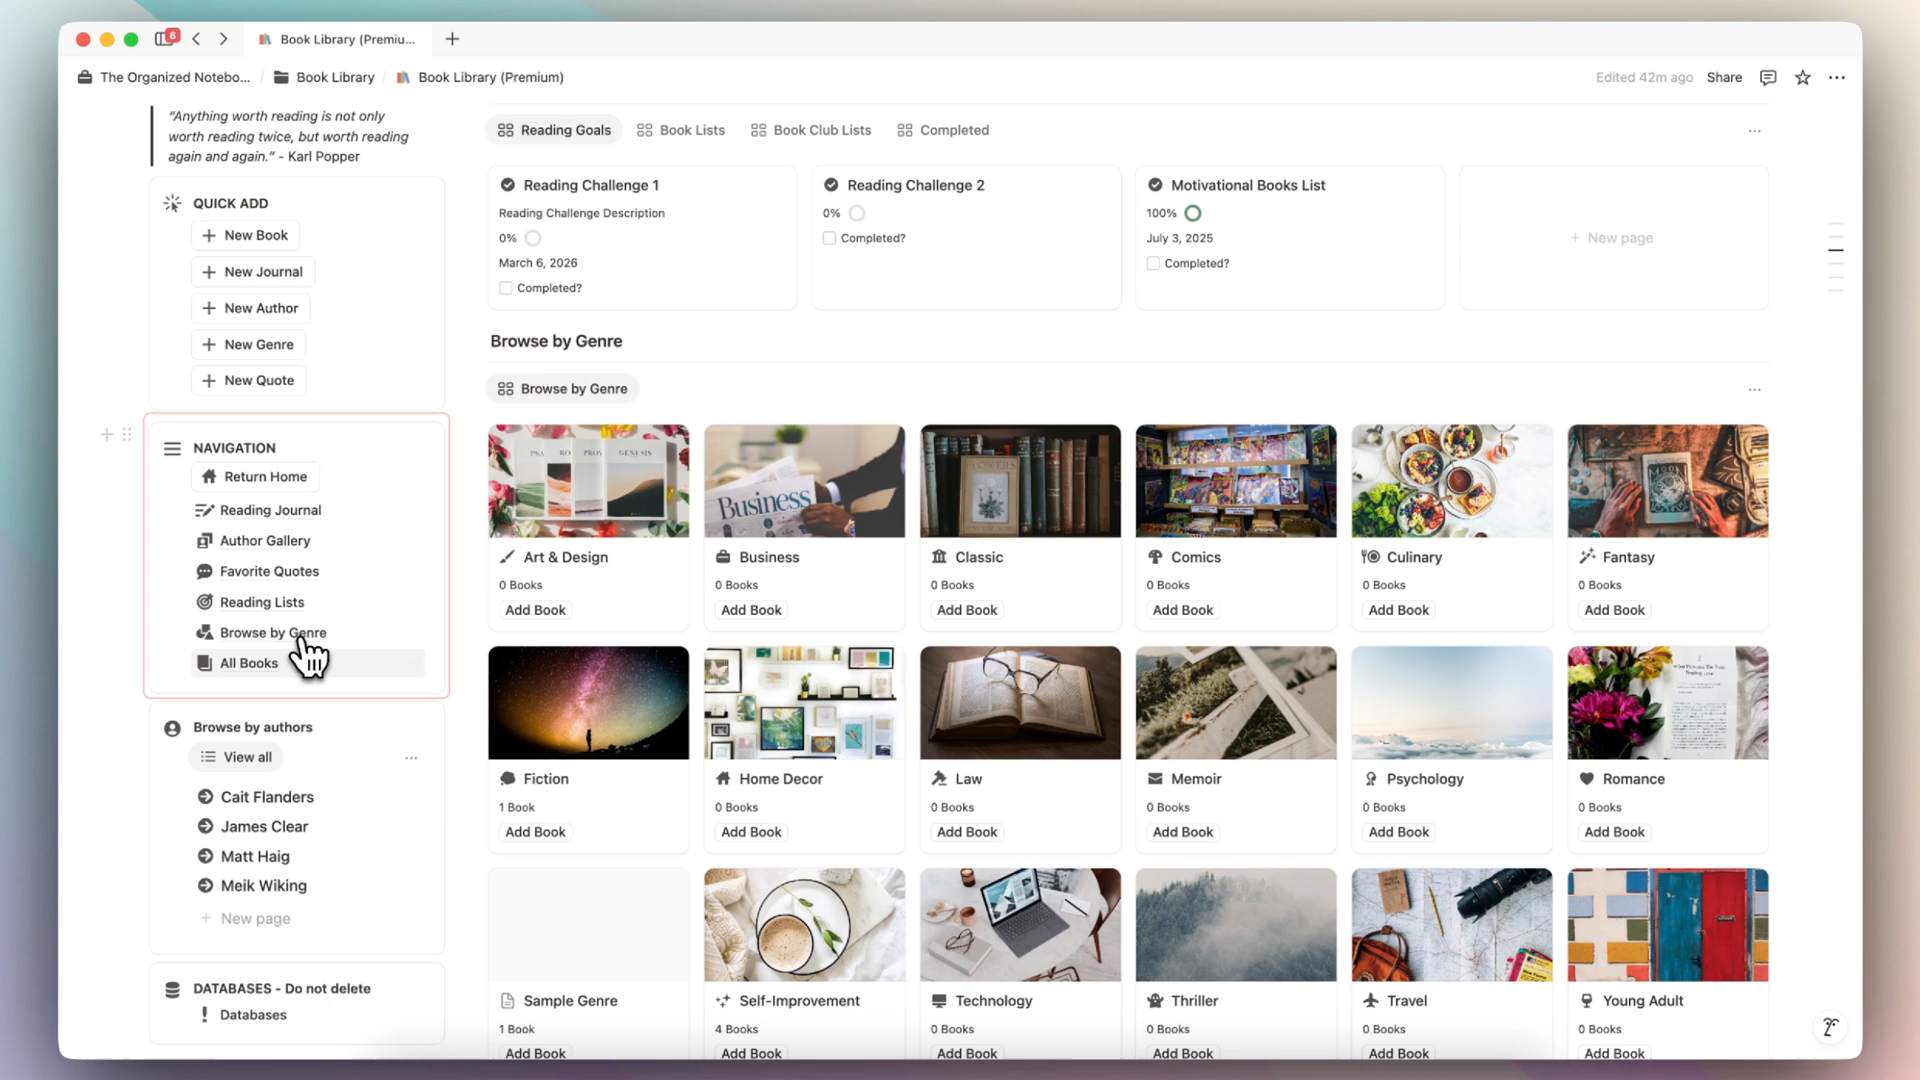 6
Book Library (Premiu...
The Organized Notebo...
/
Book Library
/
Book Library (Premium)
Edited 42m ago
Share
“Anything worth reading is not only
worth reading twice, but worth reading
again and again.” - Karl Popper
QUICK ADD
New Book
New Journal
New Author
New Genre
New Quote
NAVIGATION
Return Home
Reading Journal
Author Gallery
Favorite Quotes
Reading Lists
Browse by Genre
All Books
Browse by authors
View all
Cait Flanders
James Clear
Matt Haig
Meik Wiking
+ New page
DATABASES - Do not delete
Databases
Reading Goals
Book Lists
Book Club Lists
Completed
Reading Challenge 1
Reading Challenge Description
0%
March 6, 2026
Completed?
Reading Challenge 2
0%
Completed?
Motivational Books List
100%
July 3, 2025
Completed?
+ New page
Browse by Genre
Browse by Genre
GENESIS
Business
FLOWERS
MOON
Art & Design
0 Books
Add Book
Business
0 Books
Add Book
Classic
0 Books
Add Book
Comics
0 Books
Add Book
Culinary
0 Books
Add Book
Fantasy
0 Books
Add Book
Fiction
1 Book
Add Book
Home Decor
0 Books
Add Book
Law
0 Books
Add Book
Memoir
0 Books
Add Book
Psychology
0 Books
Add Book
Romance
0 Books
Add Book
Sample Genre
1 Book
Add Book
Self-Improvement
4 Books
Add Book
Technology
0 Books
Add Book
Thriller
0 Books
Add Book
Travel
0 Books
Add Book
Young Adult
0 Books
Add Book